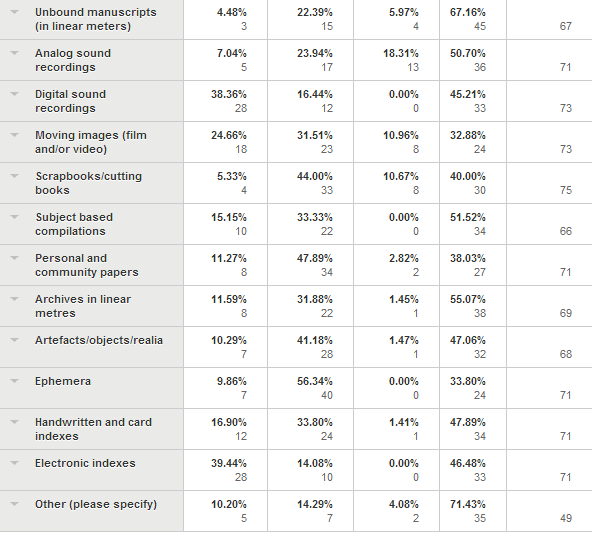 Unbound manuscripts 4.48% 22.39% 5.97% 67.16%
(in linear meters) 3 15 4 45 67
Analog sound 7.04% 23.94% 18.31% 50.70%
recordings 5 17 13 36 71
Digital sound 38.36% 16.44% 0.00% 45.21%
recordings 28 12 0 33 73
Moving images (film 24.66% 31.51% 10.96% 32.88%
and/or video) 18 23 8 24 73
Scrapbooks/cutting 5.33% 44.00% 10.67% 40.00%
books 4 33 8 30 75
Subject based 15.15% 33.33% 0.00% 51.52%
compilations 10 22 0 34 66
Personal and 11.27% 47.89% 2.82% 38.03%
community papers 8 34 2 27 71
Archives in linear 11.59% 31.88% 1.45% 55.07%
metres 8 22 1 38 69
Artefacts/objects/realia 10.29% 41.18% 1.47% 47.06%
7 28 1 32 68
Ephemera 9.86% 56.34% 0.00% 33.80%
7 40 0 24 71
Handwritten and card 16.90% 33.80% 1.41% 47.89%
indexes 12 24 1 34 71
Electronic indexes 39.44% 14.08% 0.00% 46.48%
28 10 0 33 71
Other (please specify) 10.20% 14.29% 4.08% 71.43%
5 7 2 35 49